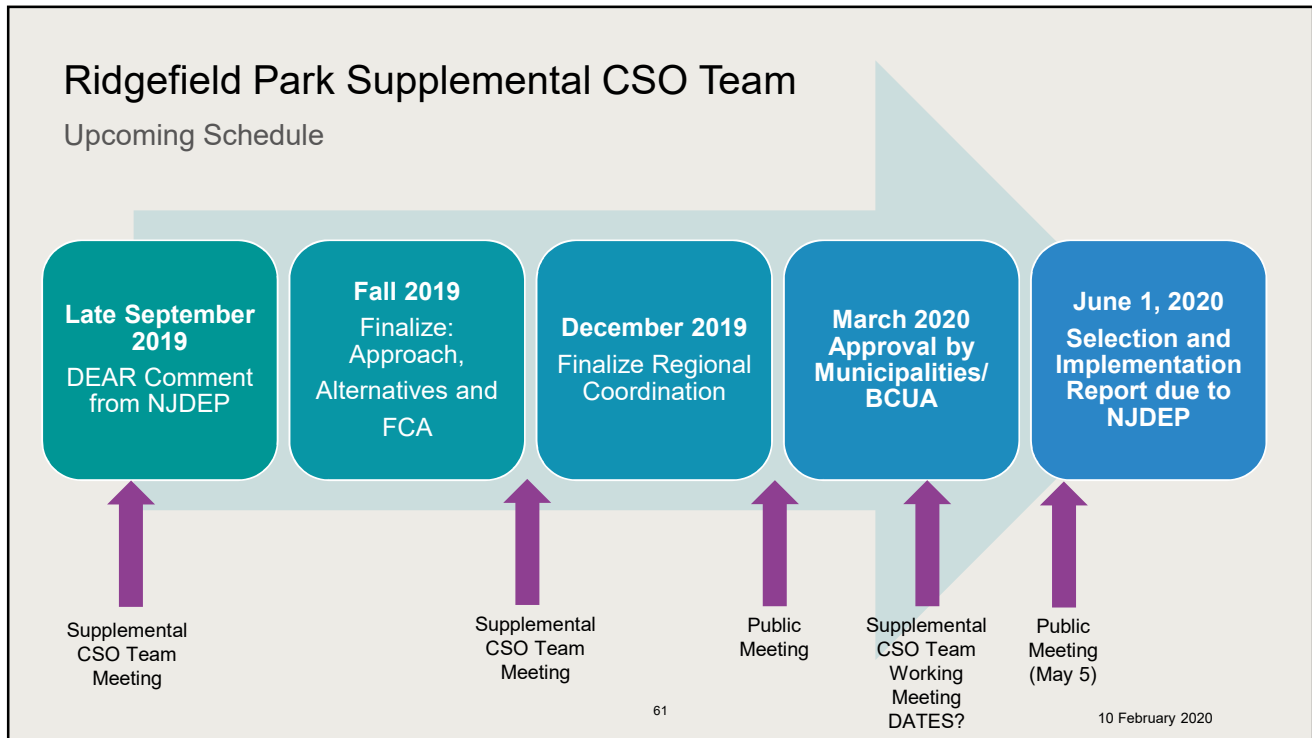 Ridgefield Park Supplemental CSO Team
Upcoming Schedule
Late September
2019
DEAR Comment
from NJDEP
Fall 2019
Finalize:
Approach,
Alternatives and
FCA
December 2019
Finalize Regional
Coordination
March 2020
Approval by
Municipalities/
BCUA
June 1, 2020
Selection and
Implementation
Report due to
NJDEP
Supplemental
CSO Team
Meeting
Supplemental
CSO Team
Meeting
Public
Meeting
Supplemental
CSO Team
Working
Meeting
DATES?
Public
Meeting
(May 5)
61
10 February 2020